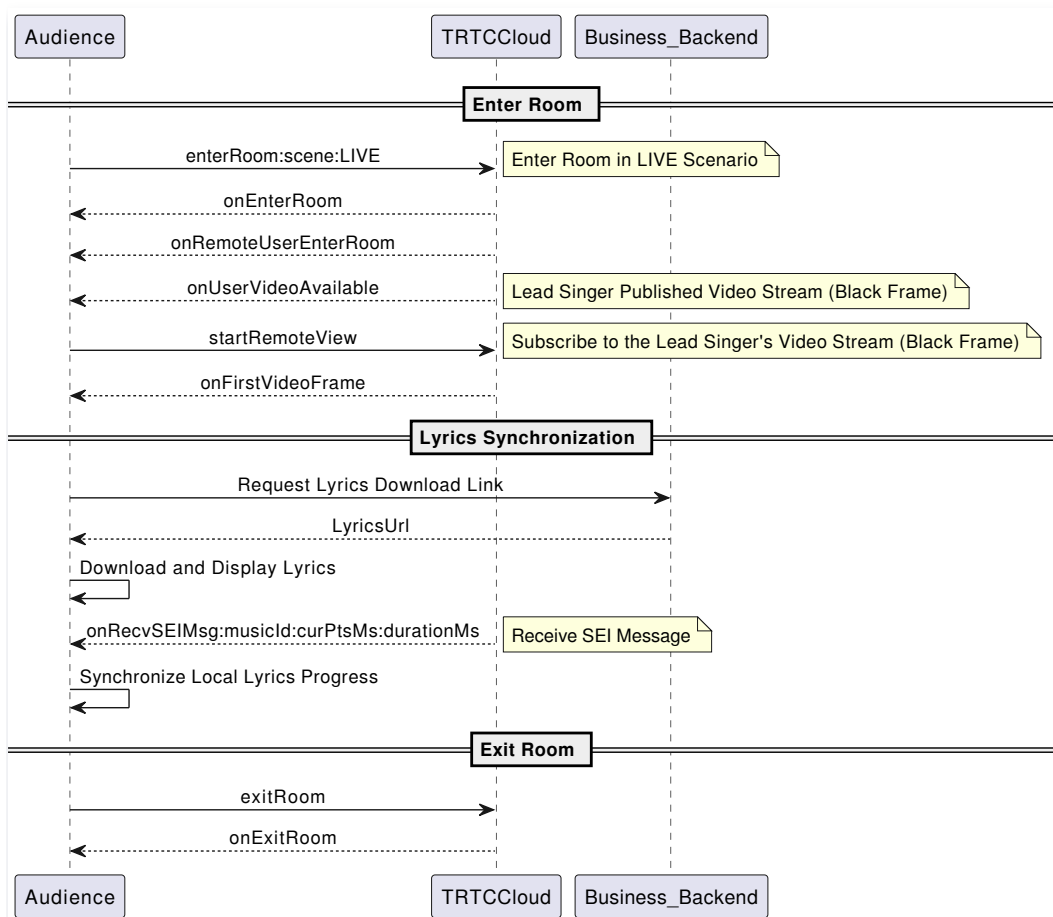 Audience
TRTCCloud
Business_Backend
Enter Room
enterRoom:scene:LIVE
Enter Room in LIVE Scenario
onEnterRoom
onRemoteUserEnterRoom
onUserVideoAvailable
Lead Singer Published Video Stream (Black Frame)
startRemoteView
Subscribe to the Lead Singer's Video Stream (Black Frame)
onFirstVideoFrame
Lyrics Synchronization
Request Lyrics Download Link
LyricsUrl
Download and Display Lyrics
onRecvSEIMsg:musicId:curPtsMs:durationMs
Receive SEI Message
Synchronize Local Lyrics Progress
Exit Room
exitRoom
onExitRoom
Audience
TRTCCloud
Business_Backend